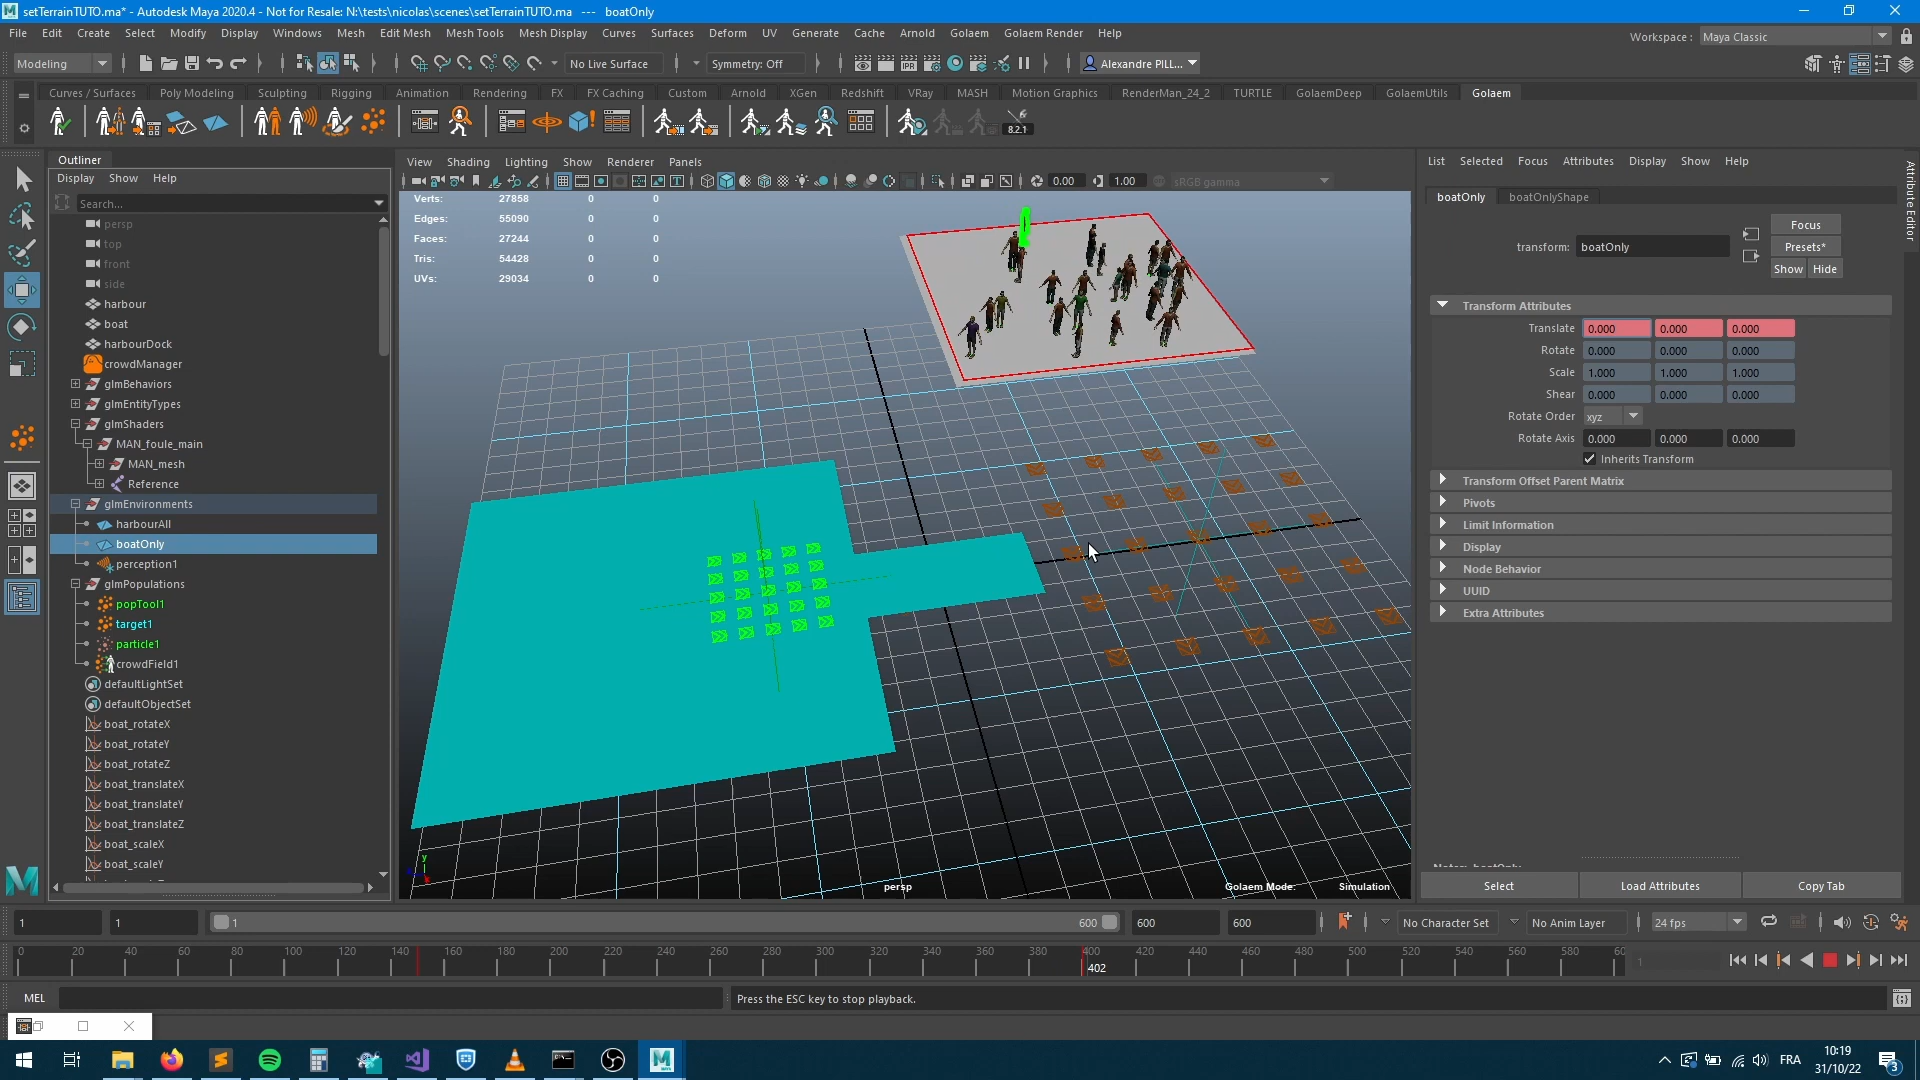 setTerrainTUTO.ma* - Autodesk Maya 2020.4 - Not for Resale: N:\tests\nicolas\scenes\setTerrainTUTO.ma --- boatOnly
File Edit Create Select Modify Display Windows Mesh Edit Mesh Mesh Tools Mesh Display Curves Surfaces Deform UV Generate Cache Arnold Golaem Golaem Render Help
Workspace : Maya Classic
Modeling No Live Surface Symmetry: Off Alexandre PILL...
Curves / Surfaces Poly Modeling Sculpting Rigging Animation Rendering FX FX Caching Custom Arnold XGen Redshift VRay MASH Motion Graphics RenderMan_24_2 TURTLE GolaemDeep GolaemUtils Golaem
8.2.1
Outliner
Display Show Help
Search...
persp
top
front
side
harbour
boat
harbourDock
crowdManager
glmBehaviors
glmEntityTypes
glmShaders
MAN_foule_main
MAN_mesh
Reference
glmEnvironments
harbourAll
boatOnly
perception1
glmPopulations
popTool1
target1
particle1
crowdField1
defaultLightSet
defaultObjectSet
boat_rotateX
boat_rotateY
boat_rotateZ
boat_translateX
boat_translateY
boat_translateZ
boat_scaleX
boat_scaleY
View Shading Lighting Show Renderer Panels
0.00 1.00 sRGB gamma
Verts: 27858 0 0
Edges: 55090 0 0
Faces: 27244 0 0
Tris: 54428 0 0
UVs: 29034 0 0
y
persp
Golaem Mode: Simulation
List Selected Focus Attributes Display Show Help
Attribute Editor
boatOnly boatOnlyShape
transform: boatOnly
Focus
Presets*
Show Hide
Transform Attributes
Translate 0.000 0.000 0.000
Rotate 0.000 0.000 0.000
Scale 1.000 1.000 1.000
Shear 0.000 0.000 0.000
Rotate Order xyz
Rotate Axis 0.000 0.000 0.000
Inherits Transform
Transform Offset Parent Matrix
Pivots
Limit Information
Display
Node Behavior
UUID
Extra Attributes
Select Load Attributes Copy Tab
1 1 1 600 600 600 No Character Set No Anim Layer 24 fps
0 20 40 60 80 100 120 140 160 180 200 220 240 260 280 300 320 340 360 380 400 420 440 460 480 500 520 540 560 580 60
402
1
MEL
Press the ESC key to stop playback.
FRA
10:19
31/10/22
3